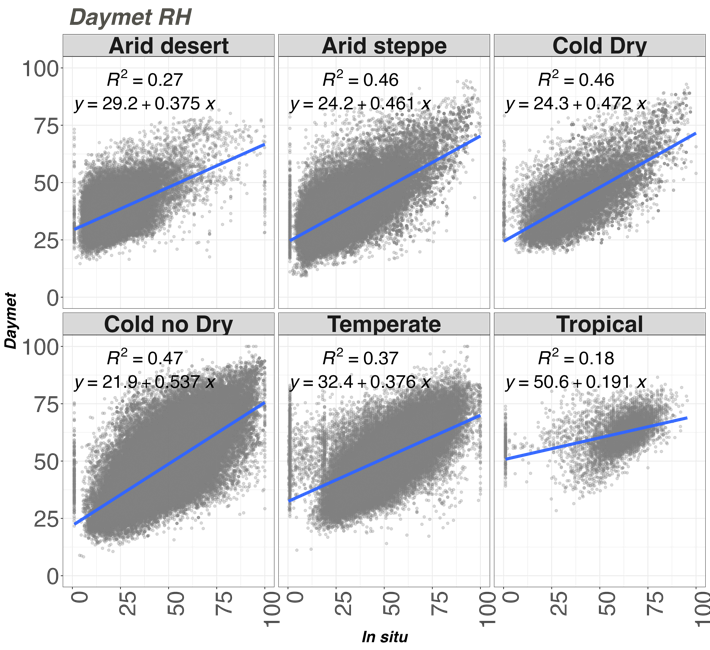 Daymet RH
Arid desert
Arid steppe
Cold Dry
R² = 0.27
y = 29.2 + 0.375 x
R² = 0.46
y = 24.2 + 0.461 x
R² = 0.46
y = 24.3 + 0.472 x
100
75
50
25
0
Cold no Dry
Temperate
Tropical
R² = 0.47
y = 21.9 + 0.537 x
R² = 0.37
y = 32.4 + 0.376 x
R² = 0.18
y = 50.6 + 0.191 x
100
75
50
25
0
Daymet
0 25 50 75 100
0 25 50 75 100
0 25 50 75 100
In situ